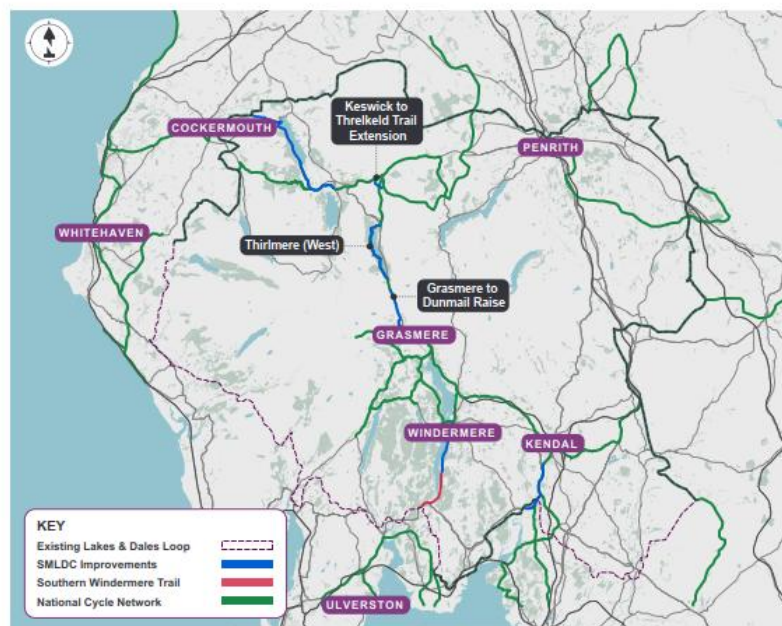 Keswick to
Threlkeld Trail
Extension
COCKERMOUTH
PENRITH
WHITEHAVEN
Thirlmere (West)
Grasmere to
Dunmail Raise
GRASMERE
WINDERMERE
KENDAL
KEY
Existing Lakes & Dales Loop
SMLDC Improvements
Southern Windermere Trail
National Cycle Network
ULVERSTON